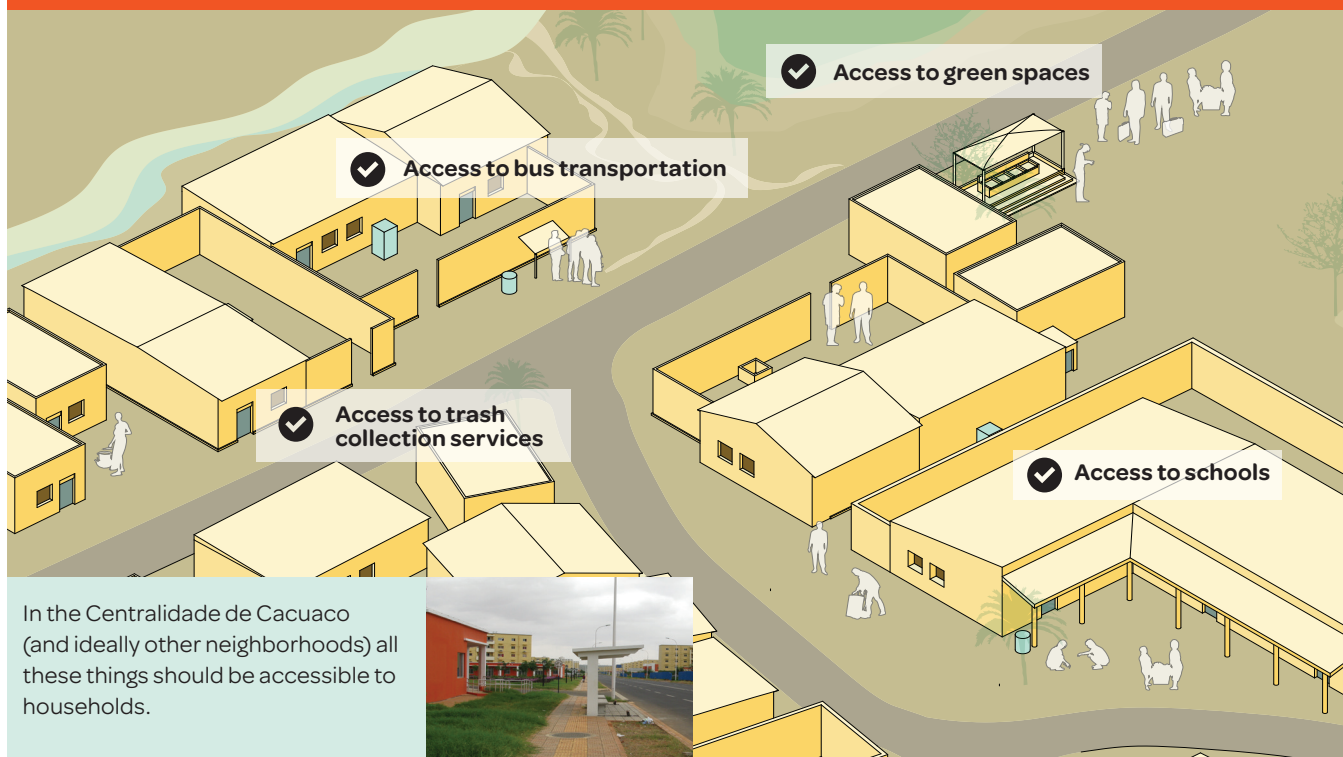 Access to green spaces
Access to bus transportation
Access to trash
collection services
Access to schools
In the Centralidade de Cacuaco
(and ideally other neighborhoods) all
these things should be accessible to
households.